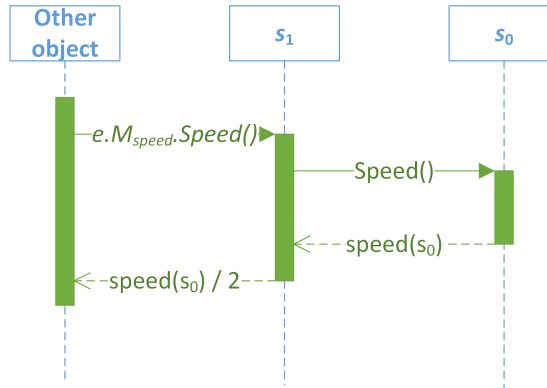 Other
object
s₁
s₀
e.Mspeed.Speed()
Speed()
speed(s₀)
speed(s₀) / 2